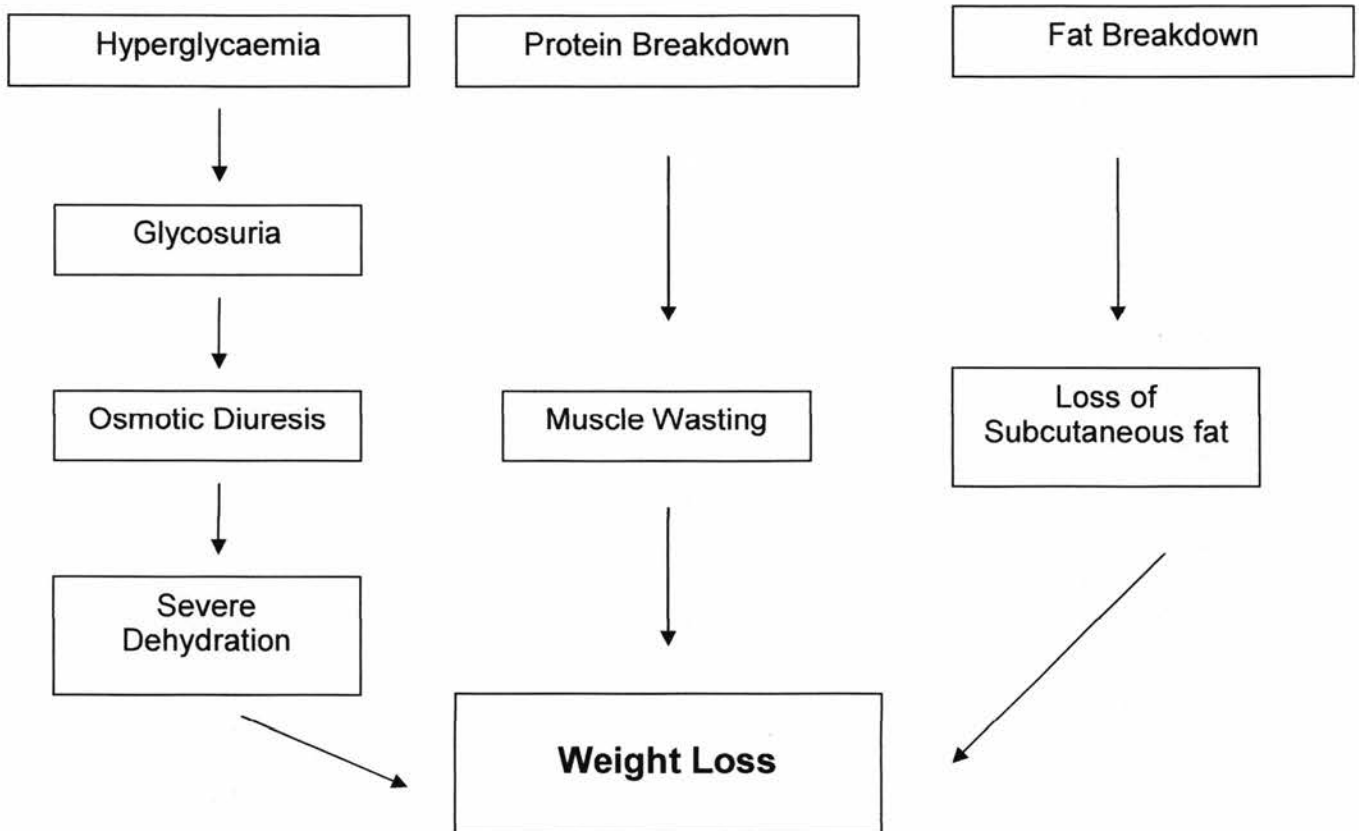 Hyperglycaemia
Protein Breakdown
Fat Breakdown
Glycosuria
Osmotic Diuresis
Muscle Wasting
Loss of
Subcutaneous fat
Severe
Dehydration
Weight Loss